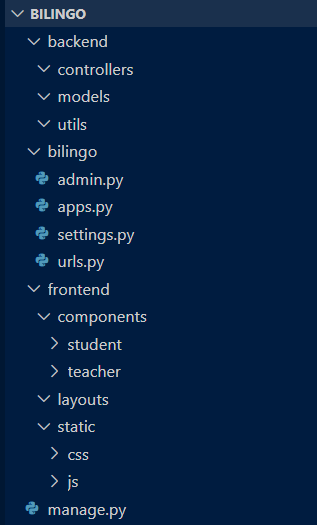 BILINGO
backend
controllers
models
utils
bilingo
admin.py
apps.py
settings.py
urls.py
frontend
components
student
teacher
layouts
static
css
js
manage.py